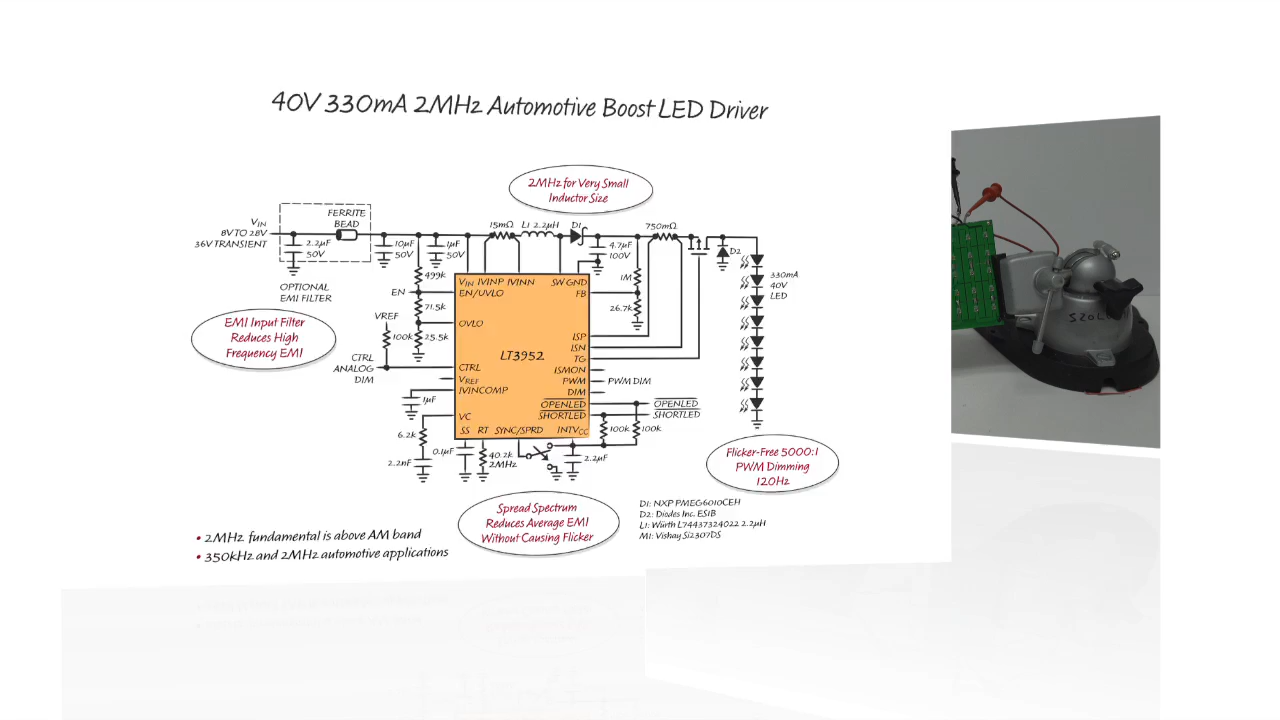 40V 330mA 2MHz Automotive Boost LED Driver
2MHz for Very Small
Inductor Size
VIN
8V TO 28V
36V TRANSIENT
FERRITE
BEAD
2.2µF
50V
10µF
50V
1µF
50V
15mΩ
L1 2.2µH
D1
4.7µF
100V
750mΩ
D2
OPTIONAL
EMI FILTER
EMI Input Filter
Reduces High
Frequency EMI
499k
EN
71.5k
VREF
100k
25.5k
CTRL
ANALOG
DIM
1µF
6.2k
2.2nF
VIN IVINP IVINN SW GND
EN/UVLO FB
OVLO
ISP
ISN
LT3952
TG
CTRL ISMON
VREF PWM
IVINCOMP DIM
OPENLED
VC SHORTLED
SS RT SYNC/SPRD INTVCC
1M
26.7k
330mA
40V
LED
PWM DIM
OPENLED
SHORTLED
100k
100k
0.1µF
40.2k
2MHz
2.2µF
Flicker-Free 5000:1
PWM Dimming
120Hz
Spread Spectrum
Reduces Average EMI
Without Causing Flicker
D1: NXP PMEG6010CEH
D2: Diodes Inc. ES1B
L1: Würth L74437324022 2.2µH
M1: Vishay Si2307DS
• 2MHz fundamental is above AM band
• 350kHz and 2MHz automotive applications